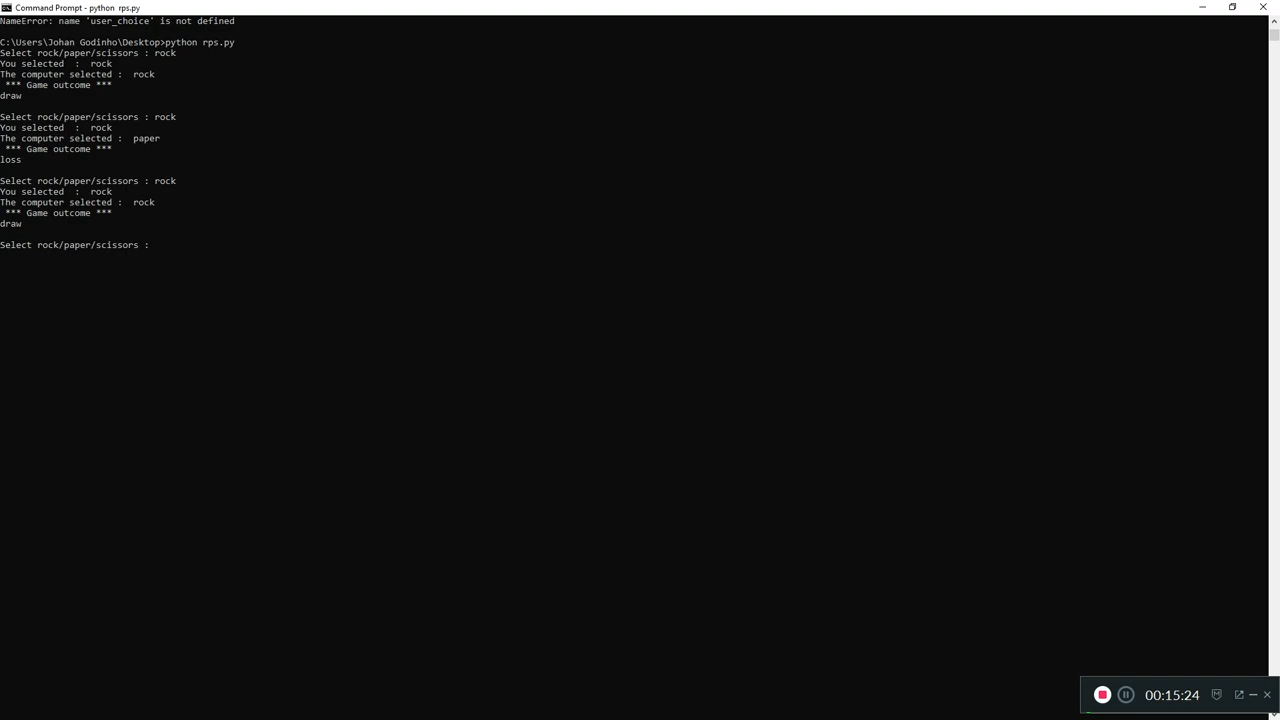 Command Prompt - python  rps.py
NameError: name 'user_choice' is not defined
C:\Users\Johan Godinho\Desktop>python rps.py
Select rock/paper/scissors : rock
You selected  :  rock
The computer selected :  rock
 *** Game outcome ***
draw
Select rock/paper/scissors : rock
You selected  :  rock
The computer selected :  paper
 *** Game outcome ***
loss
Select rock/paper/scissors : rock
You selected  :  rock
The computer selected :  rock
 *** Game outcome ***
draw
Select rock/paper/scissors :
00:15:24